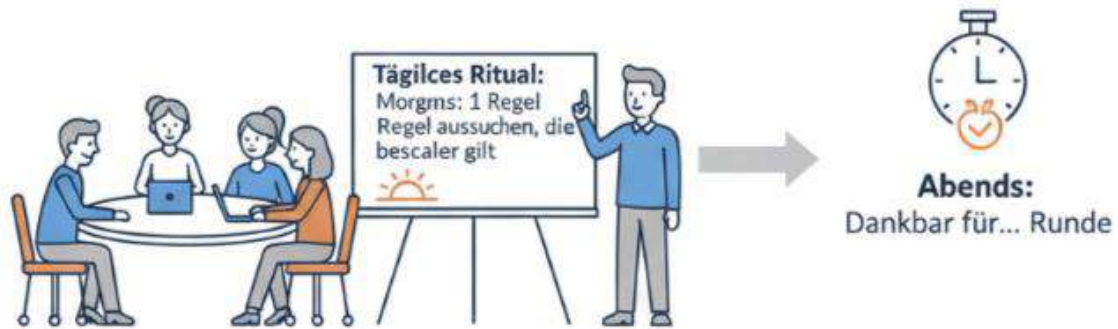 Tägilces Ritual:
Morgms: 1 Regel
Regel aussuchen, die
bescaler gilt
Abends:
Dankbar für... Runde